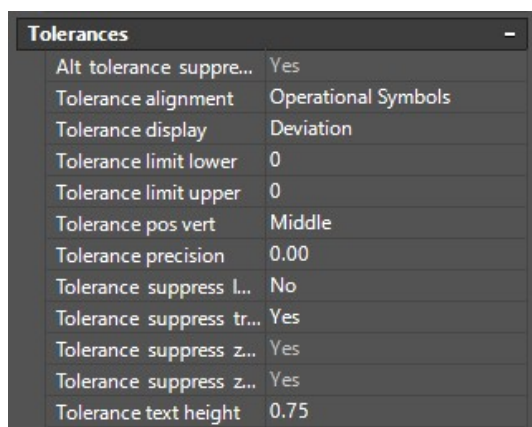 Tolerances –
Alt tolerance suppre... Yes
Tolerance alignment Operational Symbols
Tolerance display Deviation
Tolerance limit lower 0
Tolerance limit upper 0
Tolerance pos vert Middle
Tolerance precision 0.00
Tolerance suppress l... No
Tolerance suppress tr... Yes
Tolerance suppress z... Yes
Tolerance suppress z... Yes
Tolerance text height 0.75